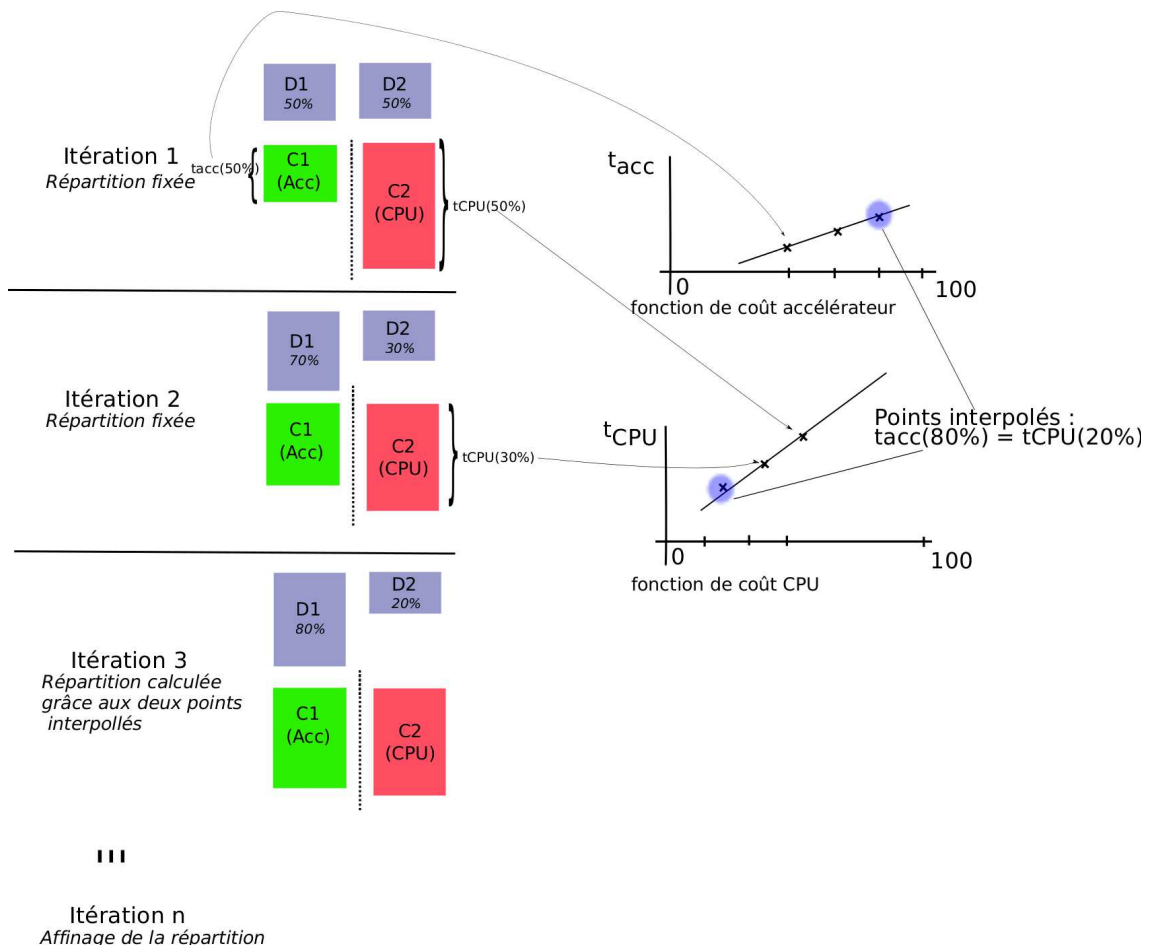 D1
50%
D2
50%
Itération 1
Répartition fixée
tacc(50%)
C1
(Acc)
C2
(CPU)
tCPU(50%)
tacc
0
100
fonction de coût accélérateur
D1
70%
D2
30%
Itération 2
Répartition fixée
C1
(Acc)
C2
(CPU)
tCPU(30%)
tCPU
0
100
fonction de coût CPU
Points interpolés :
tacc(80%) = tCPU(20%)
D1
80%
D2
20%
Itération 3
Répartition calculée
grâce aux deux points
interpollés
C1
(Acc)
C2
(CPU)
Itération n
Affinage de la répartition